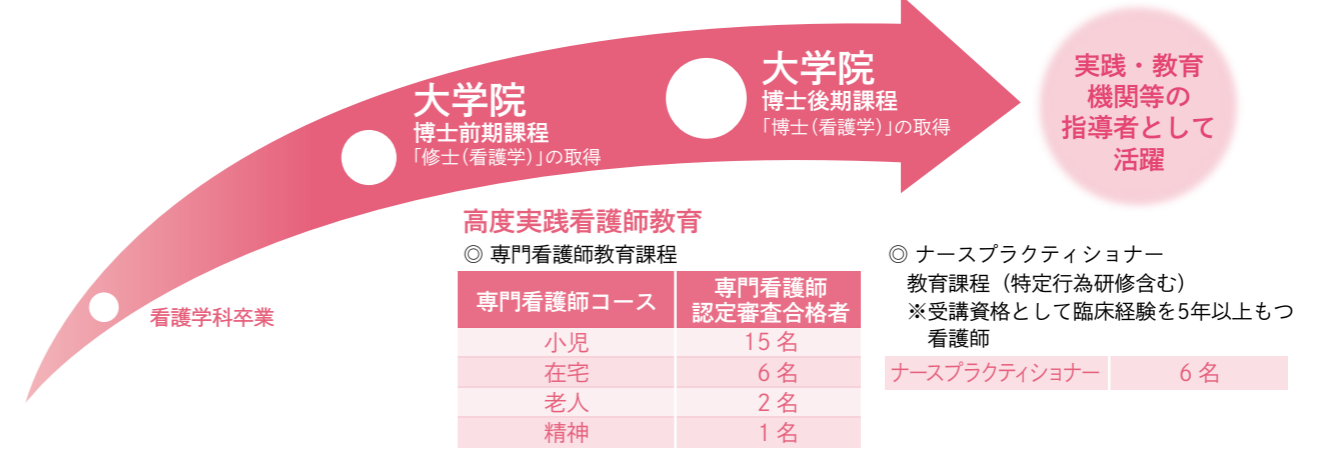 大学院
博士前期課程
「修士（看護学）」の取得
大学院
博士後期課程
「博士（看護学）」の取得
実践・教育
機関等の
指導者として
活躍
看護学科卒業
高度実践看護師教育
◎ 専門看護師教育課程
専門看護師コース
専門看護師
認定審査合格者
小児 15 名
在宅 6 名
老人 2 名
精神 1 名
◎ ナースプラクティショナー
教育課程（特定行為研修含む）
※受講資格として臨床経験を5年以上もつ
看護師
ナースプラクティショナー 6 名